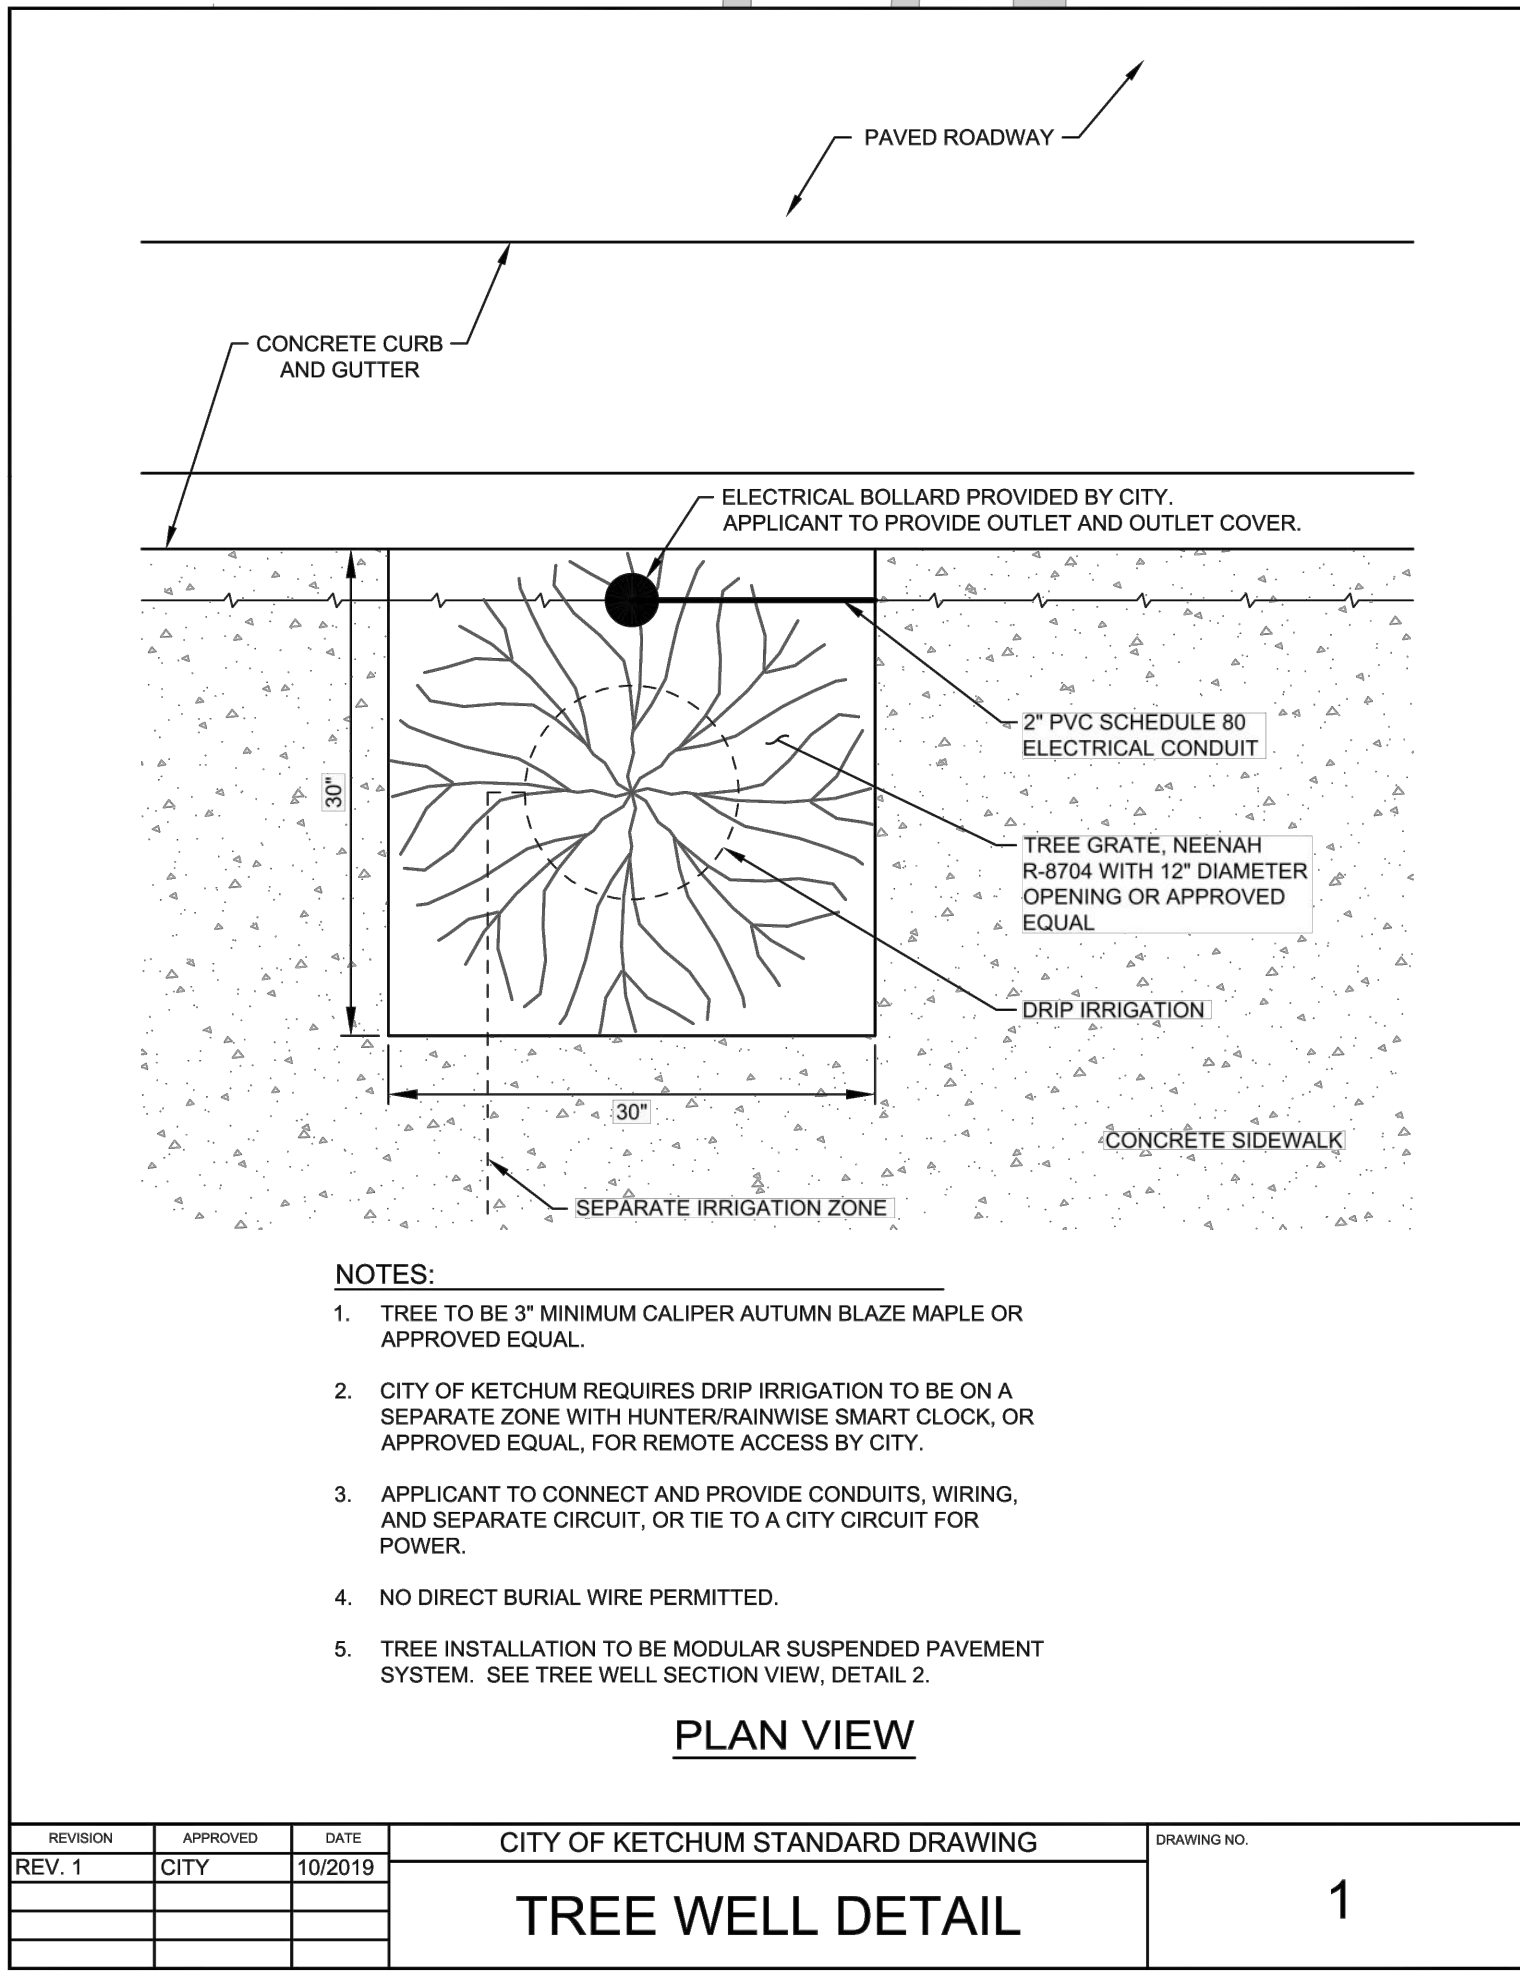 PAVED ROADWAY
CONCRETE CURB
AND GUTTER
ELECTRICAL BOLLARD PROVIDED BY CITY.
APPLICANT TO PROVIDE OUTLET AND OUTLET COVER.
2" PVC SCHEDULE 80
ELECTRICAL CONDUIT
30"
TREE GRATE, NEENAH
R-8704 WITH 12" DIAMETER
OPENING OR APPROVED
EQUAL
DRIP IRRIGATION
30"
CONCRETE SIDEWALK
SEPARATE IRRIGATION ZONE
NOTES:
1. TREE TO BE 3" MINIMUM CALIPER AUTUMN BLAZE MAPLE OR
APPROVED EQUAL.
2. CITY OF KETCHUM REQUIRES DRIP IRRIGATION TO BE ON A
SEPARATE ZONE WITH HUNTER/RAINWISE SMART CLOCK, OR
APPROVED EQUAL, FOR REMOTE ACCESS BY CITY.
3. APPLICANT TO CONNECT AND PROVIDE CONDUITS, WIRING,
AND SEPARATE CIRCUIT, OR TIE TO A CITY CIRCUIT FOR
POWER.
4. NO DIRECT BURIAL WIRE PERMITTED.
5. TREE INSTALLATION TO BE MODULAR SUSPENDED PAVEMENT
SYSTEM. SEE TREE WELL SECTION VIEW, DETAIL 2.
PLAN VIEW
REVISION APPROVED DATE
REV. 1 CITY 10/2019
CITY OF KETCHUM STANDARD DRAWING
TREE WELL DETAIL
DRAWING NO.
1